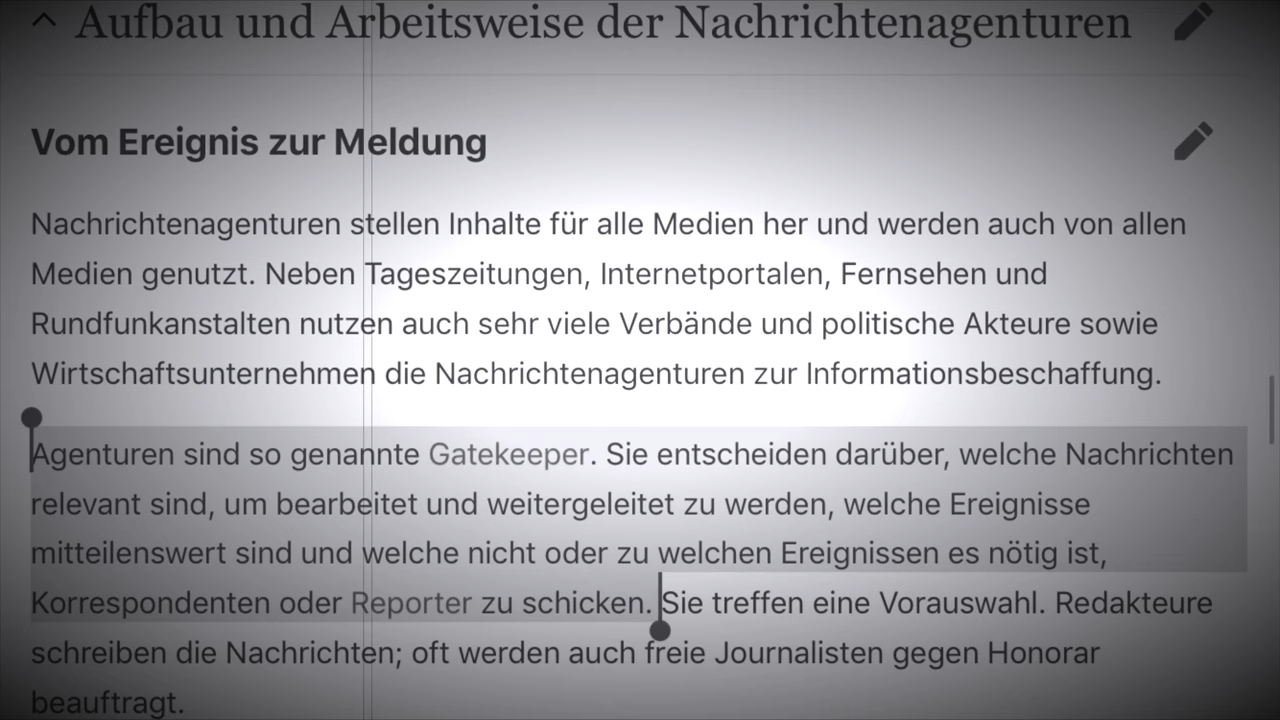 Aufbau und Arbeitsweise der Nachrichtenagenturen
Vom Ereignis zur Meldung
Nachrichtenagenturen stellen Inhalte für alle Medien her und werden auch von allen
Medien genutzt. Neben Tageszeitungen, Internetportalen, Fernsehen und
Rundfunkanstalten nutzen auch sehr viele Verbände und politische Akteure sowie
Wirtschaftsunternehmen die Nachrichtenagenturen zur Informationsbeschaffung.
Agenturen sind so genannte Gatekeeper. Sie entscheiden darüber, welche Nachrichten
relevant sind, um bearbeitet und weitergeleitet zu werden, welche Ereignisse
mitteilenswert sind und welche nicht oder zu welchen Ereignissen es nötig ist,
Korrespondenten oder Reporter zu schicken. Sie treffen eine Vorauswahl. Redakteure
schreiben die Nachrichten; oft werden auch freie Journalisten gegen Honorar
beauftragt.